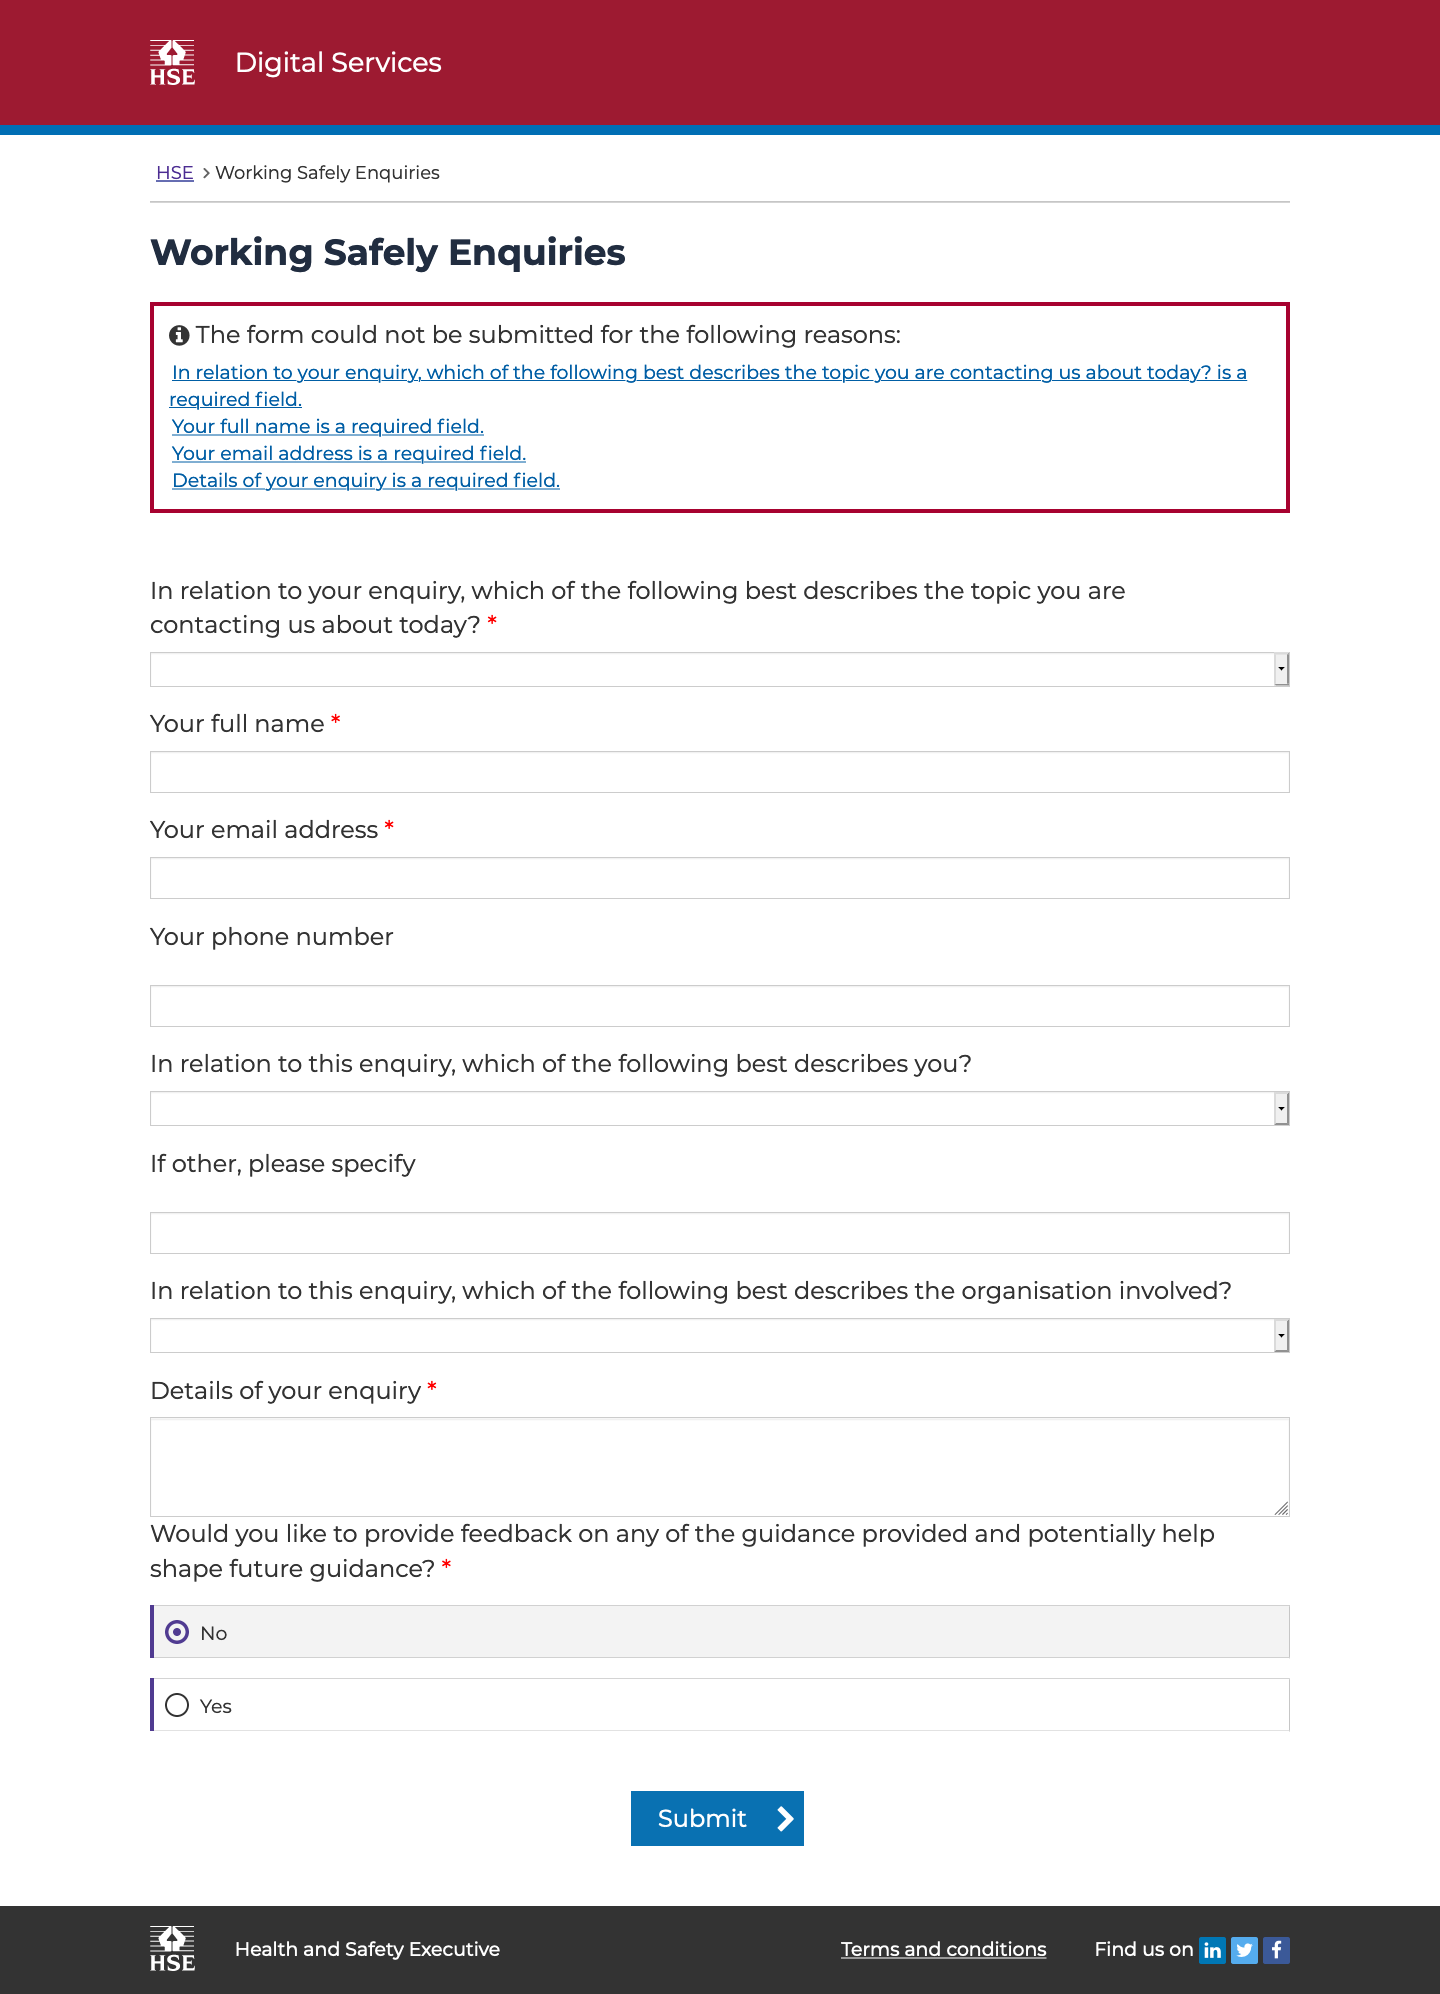 HSE
Digital Services
HSE Working Safely Enquiries
Working Safely Enquiries
The form could not be submitted for the following reasons:
In relation to your enquiry, which of the following best describes the topic you are contacting us about today? is a
required field.
Your full name is a required field.
Your email address is a required field.
Details of your enquiry is a required field.
In relation to your enquiry, which of the following best describes the topic you are
contacting us about today? *
Your full name *
Your email address *
Your phone number
In relation to this enquiry, which of the following best describes you?
If other, please specify
In relation to this enquiry, which of the following best describes the organisation involved?
Details of your enquiry *
Would you like to provide feedback on any of the guidance provided and potentially help
shape future guidance? *
No
Yes
Submit
HSE
Health and Safety Executive
Terms and conditions
Find us on